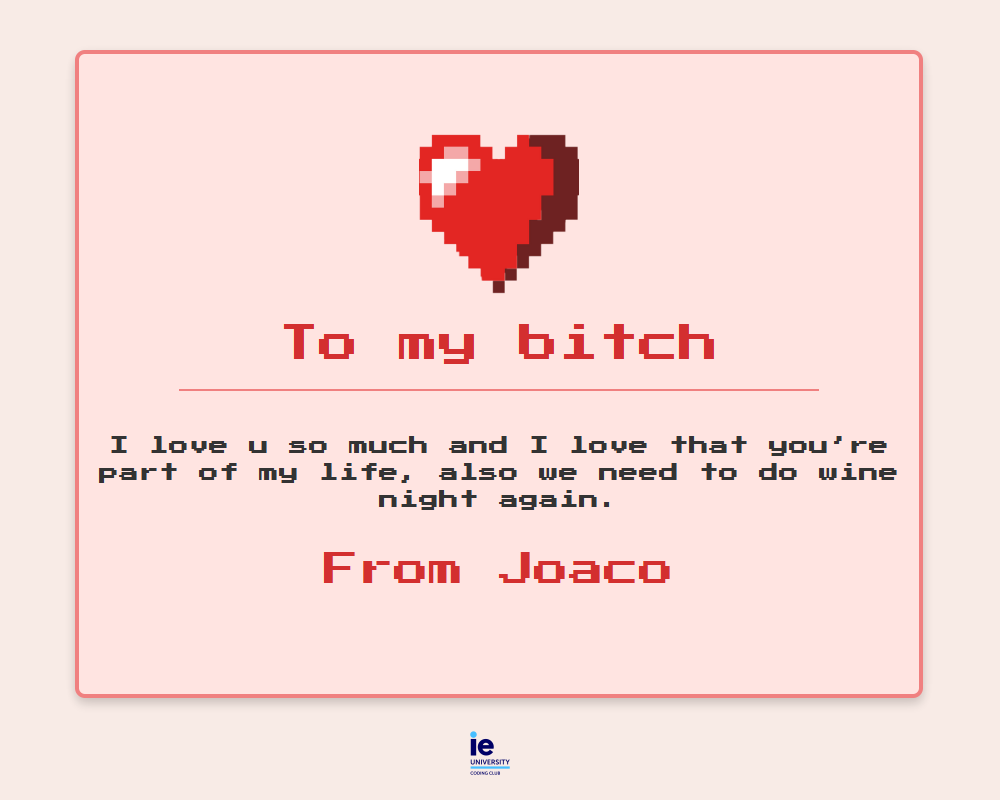 To my bitch
I love u so much and I love that you're
part of my life, also we need to do wine
night again.
From Joaco
ie
UNIVERSITY
CODING CLUB